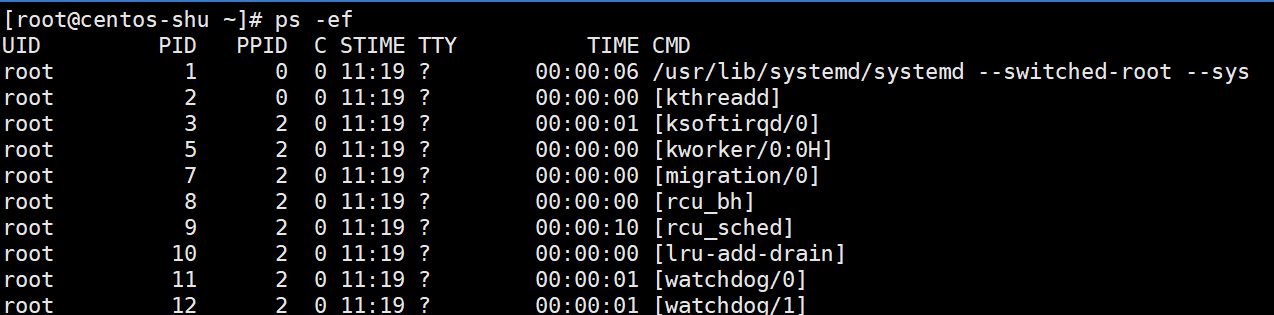 [root@centos-shu ~]# ps -ef
UID          PID   PPID  C STIME TTY          TIME CMD
root           1      0  0 11:19 ?        00:00:06 /usr/lib/systemd/systemd --switched-root --sys
root           2      0  0 11:19 ?        00:00:00 [kthreadd]
root           3      2  0 11:19 ?        00:00:01 [ksoftirqd/0]
root           5      2  0 11:19 ?        00:00:00 [kworker/0:0H]
root           7      2  0 11:19 ?        00:00:00 [migration/0]
root           8      2  0 11:19 ?        00:00:00 [rcu_bh]
root           9      2  0 11:19 ?        00:00:10 [rcu_sched]
root          10      2  0 11:19 ?        00:00:00 [lru-add-drain]
root          11      2  0 11:19 ?        00:00:01 [watchdog/0]
root          12      2  0 11:19 ?        00:00:01 [watchdog/1]